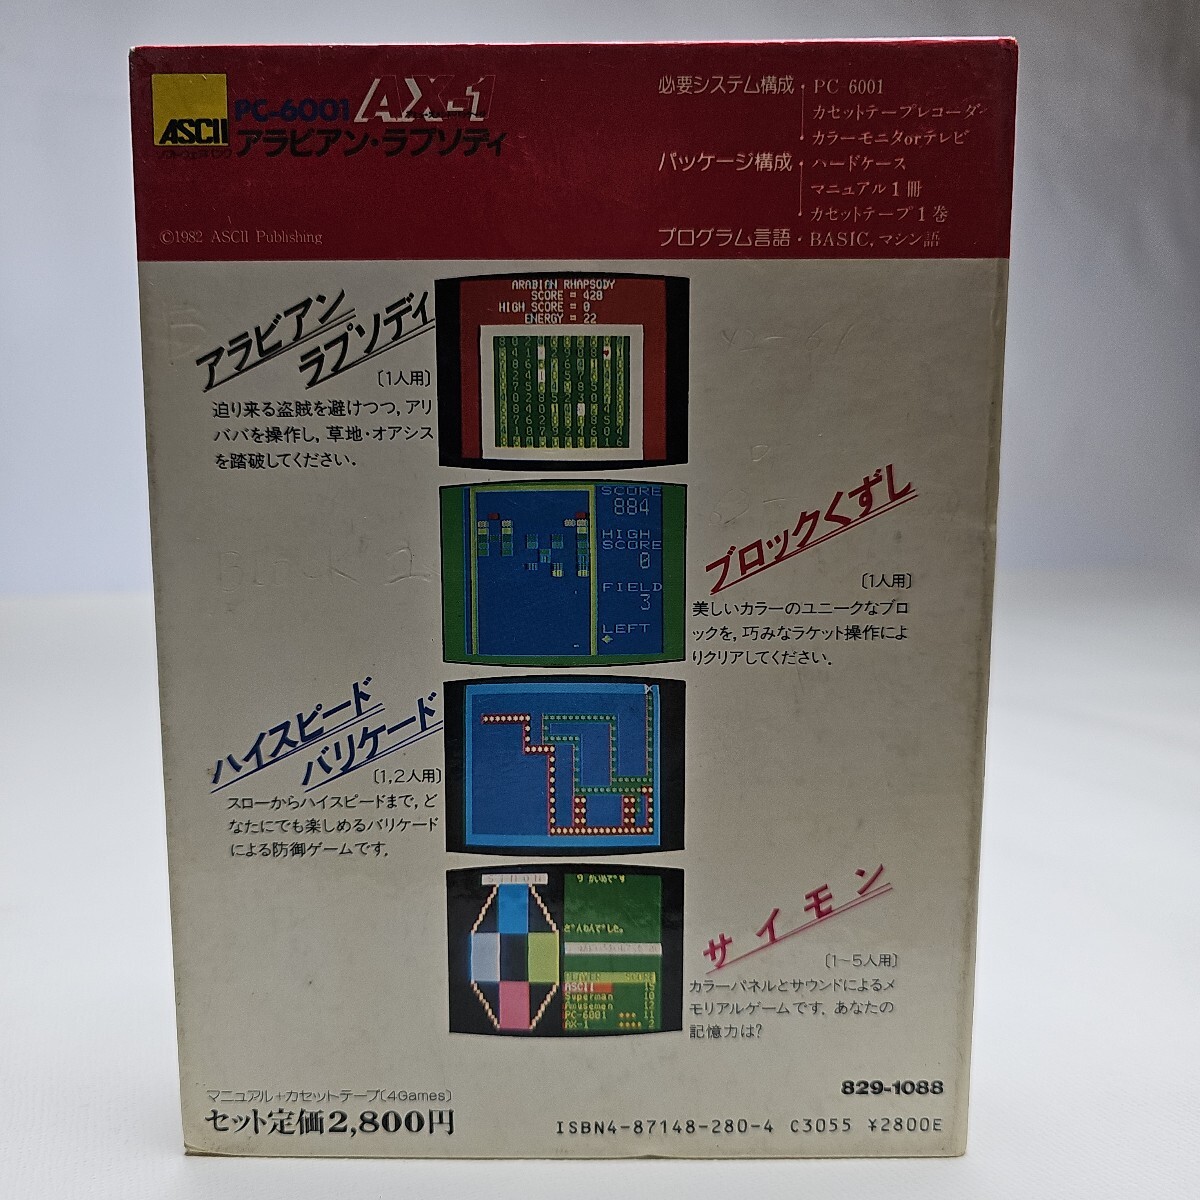 ASCII
PC-6001 AX-1
アラビアン・ラプソディ
©1982 ASCII Publishing
必要システム構成・PC 6001
カセットテープレコーダ
カラーモニタorテレビ
パッケージ構成・ハードケース
マニュアル1冊
カセットテープ1巻
プログラム言語・BASIC, マシン語
アラビアン
ラプソディ
〔1人用〕
迫り来る盗賊を避けつつ, アリ
ババを操作し, 草地・オアシス
を踏破してください.
ARABIAN RHAPSODY
SCORE = 420
HIGH SCORE = 0
ENERGY = 22
SCORE
884
HIGH
SCORE
0
FIELD
3
LEFT
ブロックくずし
〔1人用〕
美しいカラーのユニークなブロ
ックを, 巧みなラケット操作によ
りクリアしてください.
ハイスピード
バリケード
〔1,2人用〕
スローからハイスピードまで, ど
なたにでも楽しめるバリケード
による防御ゲームです.
SIMON
PLAYER SCORE
ASCII 15
Superman 10
Amuseman 12
PC-6001 11
AX-1 2
サイモン
〔1~5人用〕
カラーパネルとサウンドによるメ
モリアルゲームです. あなたの
記憶力は?
マニュアル+カセットテープ〔4Games〕
セット定価2,800円
829-1088
ISBN4-87148-280-4 C3055 ¥2800E